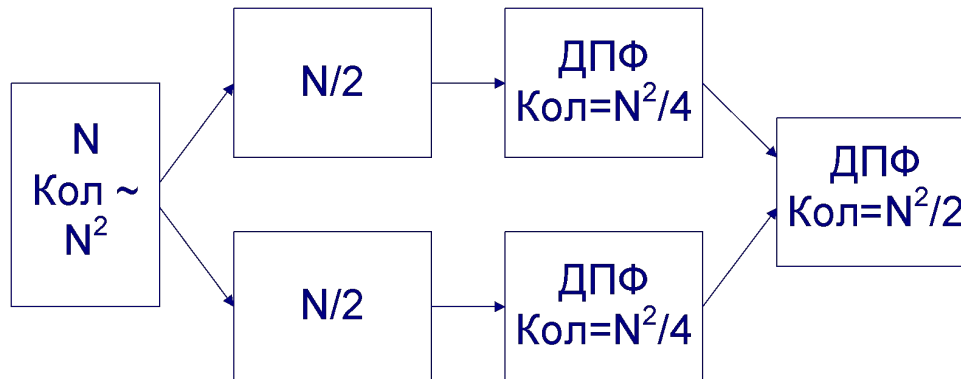 N
Кол ~
N²
N/2
ДПФ
Кол=N²/4
N/2
ДПФ
Кол=N²/4
ДПФ
Кол=N²/2